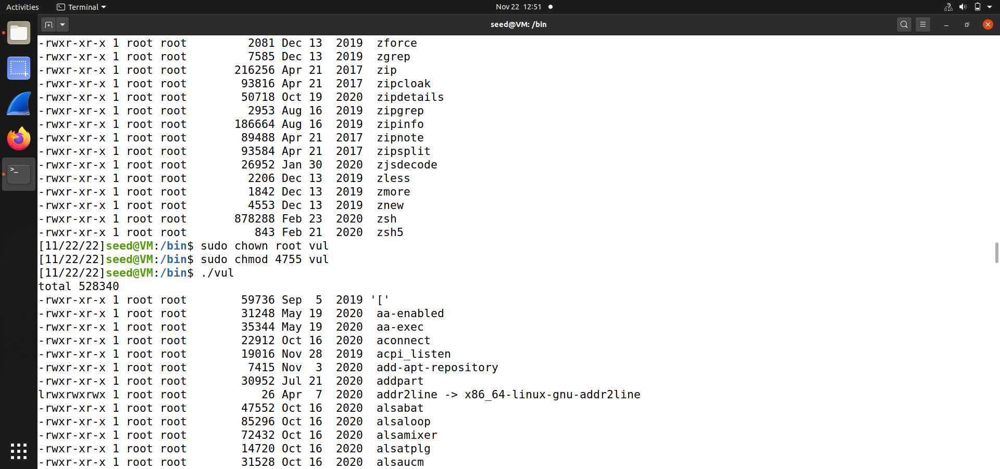 Activities Terminal Nov 22 12:51
seed@VM: /bin
-rwxr-xr-x 1 root root         2081 Dec 13  2019  zforce
-rwxr-xr-x 1 root root         7585 Dec 13  2019  zgrep
-rwxr-xr-x 1 root root       216256 Apr 21  2017  zip
-rwxr-xr-x 1 root root        93816 Apr 21  2017  zipcloak
-rwxr-xr-x 1 root root        50718 Oct 19  2020  zipdetails
-rwxr-xr-x 1 root root         2953 Aug 16  2019  zipgrep
-rwxr-xr-x 1 root root       186664 Aug 16  2019  zipinfo
-rwxr-xr-x 1 root root        89488 Apr 21  2017  zipnote
-rwxr-xr-x 1 root root        93584 Apr 21  2017  zipsplit
-rwxr-xr-x 1 root root        26952 Jan 30  2020  zjsdecode
-rwxr-xr-x 1 root root         2206 Dec 13  2019  zless
-rwxr-xr-x 1 root root         1842 Dec 13  2019  zmore
-rwxr-xr-x 1 root root         4553 Dec 13  2019  znew
-rwxr-xr-x 1 root root       878288 Feb 23  2020  zsh
-rwxr-xr-x 1 root root          843 Feb 21  2020  zsh5
[11/22/22]seed@VM:/bin$ sudo chown root vul
[11/22/22]seed@VM:/bin$ sudo chmod 4755 vul
[11/22/22]seed@VM:/bin$ ./vul
total 528340
-rwxr-xr-x 1 root root        59736 Sep  5  2019 '['
-rwxr-xr-x 1 root root        31248 May 19  2020  aa-enabled
-rwxr-xr-x 1 root root        35344 May 19  2020  aa-exec
-rwxr-xr-x 1 root root        22912 Oct 16  2020  aconnect
-rwxr-xr-x 1 root root        19016 Nov 28  2019  acpi_listen
-rwxr-xr-x 1 root root         7415 Nov  3  2020  add-apt-repository
-rwxr-xr-x 1 root root        30952 Jul 21  2020  addpart
lrwxrwxrwx 1 root root           26 Apr  7  2020  addr2line -> x86_64-linux-gnu-addr2line
-rwxr-xr-x 1 root root        47552 Oct 16  2020  alsabat
-rwxr-xr-x 1 root root        85296 Oct 16  2020  alsaloop
-rwxr-xr-x 1 root root        72432 Oct 16  2020  alsamixer
-rwxr-xr-x 1 root root        14720 Oct 16  2020  alsatplg
-rwxr-xr-x 1 root root        31528 Oct 16  2020  alsaucm